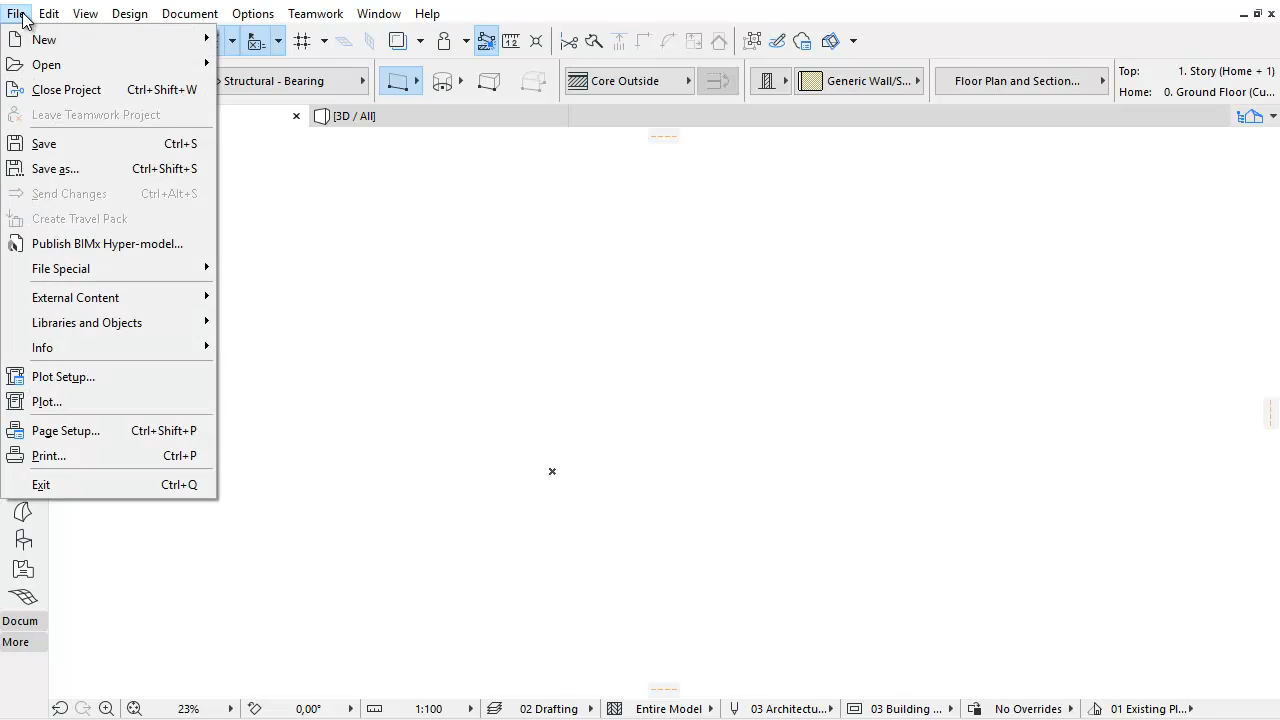 File Edit View Design Document Options Teamwork Window Help
New
Open
Close Project Ctrl+Shift+W
Leave Teamwork Project
Save Ctrl+S
Save as... Ctrl+Shift+S
Send Changes Ctrl+Alt+S
Create Travel Pack
Publish BIMx Hyper-model...
File Special
External Content
Libraries and Objects
Info
Plot Setup...
Plot...
Page Setup... Ctrl+Shift+P
Print... Ctrl+P
Exit Ctrl+Q
Structural - Bearing Core Outside Generic Wall/S... Floor Plan and Section...
Top: 1. Story (Home + 1)
Home: 0. Ground Floor (Cu...
[3D / All]
Docum
More
23% 0,00° 1:100 02 Drafting Entire Model 03 Architectu... 03 Building ... No Overrides 01 Existing Pl...